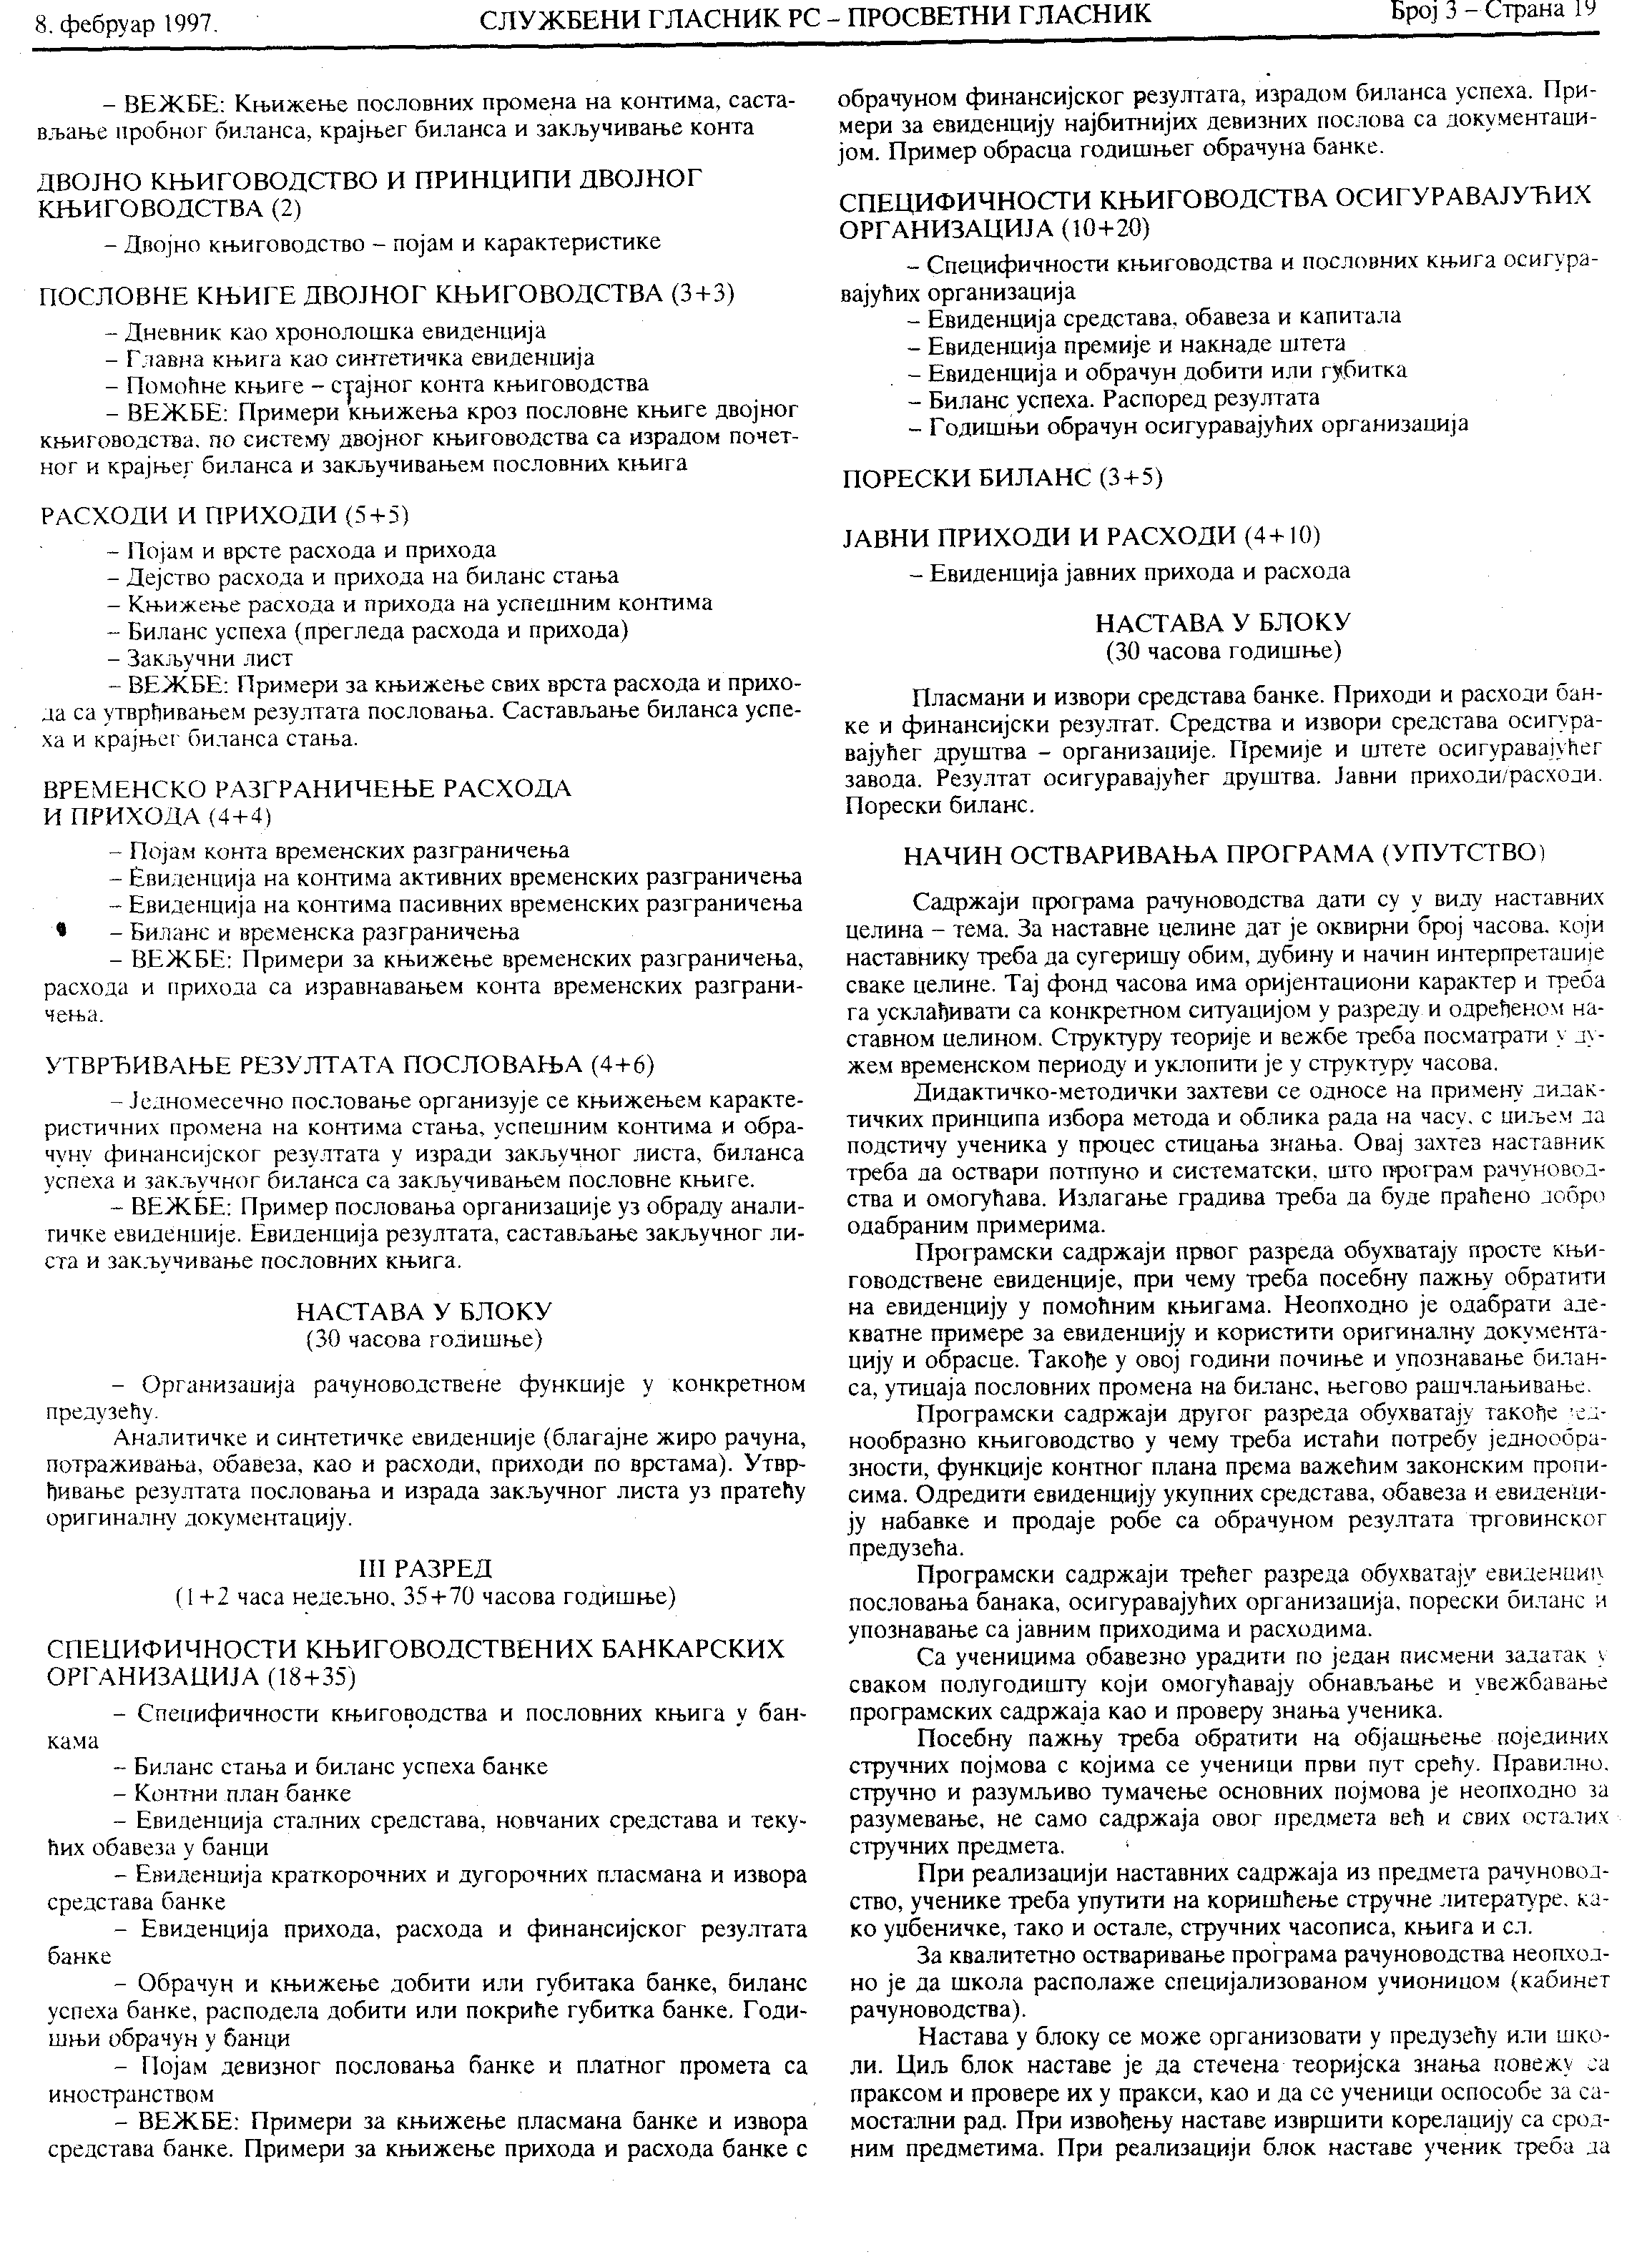 8. фебруар 1997.
СЛУЖБЕНИ ГЛАСНИК РС – ПРОСВЕТНИ ГЛАСНИК
Број 3 – Страна 19
– ВЕЖБЕ: Књижење пословних промена на контима, саста-
вљање пробног биланса, крајњег биланса и закључивање конта
ДВОЈНО КЊИГОВОДСТВО И ПРИНЦИПИ ДВОЈНОГ
КЊИГОВОДСТВА (2)
– Двојно књиговодство – појам и карактеристике
ПОСЛОВНЕ КЊИГЕ ДВОЈНОГ КЊИГОВОДСТВА (3+3)
– Дневник као хронолошка евиденција
– Главна књига као синтетичка евиденција
– Помоћне књиге – стајног конта књиговодства
– ВЕЖБЕ: Примери књижења кроз пословне књиге двојног
књиговодства, по систему двојног књиговодства са израдом почет-
ног и крајњег биланса и закључивањем пословних књига
РАСХОДИ И ПРИХОДИ (5+5)
– Појам и врсте расхода и прихода
– Дејство расхода и прихода на биланс стања
– Књижење расхода и прихода на успешним контима
– Биланс успеха (прегледа расхода и прихода)
– Закључни лист
– ВЕЖБЕ: Примери за књижење свих врста расхода и прихо-
да са утврђивањем резултата пословања. Састављање биланса успе-
ха и крајњег биланса стања.
ВРЕМЕНСКО РАЗГРАНИЧЕЊЕ РАСХОДА
И ПРИХОДА (4+4)
– Појам конта временских разграничења
– Евиденција на контима активних временских разграничења
– Евиденција на контима пасивних временских разграничења
– Биланс и временска разграничења
– ВЕЖБЕ: Примери за књижење временских разграничења,
расхода и прихода са изравнавањем конта временских разграни-
чења.
УТВРЂИВАЊЕ РЕЗУЛТАТА ПОСЛОВАЊА (4+6)
– Једномесечно пословање организује се књижењем каракте-
ристичних промена на контима стања, успешним контима и обра-
чуну финансијског резултата у изради закључног листа, биланса
успеха и закључног биланса са закључивањем пословне књиге.
– ВЕЖБЕ: Пример пословања организације уз обраду анали-
тичке евиденције. Евиденција резултата, састављање закључног ли-
ста и закључивање пословних књига.
НАСТАВА У БЛОКУ
(30 часова годишње)
– Организација рачуноводствене функције у конкретном
предузећу.
Аналитичке и синтетичке евиденције (благајне жиро рачуна,
потраживања, обавеза, као и расходи, приходи по врстама). Утвр-
ђивање резултата пословања и израда закључног листа уз пратећу
оригиналну документацију.
III РАЗРЕД
(1+2 часа недељно, 35+70 часова годишње)
СПЕЦИФИЧНОСТИ КЊИГОВОДСТВЕНИХ БАНКАРСКИХ
ОРГАНИЗАЦИЈА (18+35)
– Специфичности књиговодства и пословних књига у бан-
кама
– Биланс стања и биланс успеха банке
– Контни план банке
– Евиденција сталних средстава, новчаних средстава и теку-
ћих обавеза у банци
– Евиденција краткорочних и дугорочних пласмана и извора
средстава банке
– Евиденција прихода, расхода и финансијског резултата
банке
– Обрачун и књижење добити или губитака банке, биланс
успеха банке, расподела добити или покриће губитка банке. Годи-
шњи обрачун у банци
– Појам девизног пословања банке и платног промета са
иностранством
– ВЕЖБЕ: Примери за књижење пласмана банке и извора
средстава банке. Примери за књижење прихода и расхода банке с
обрачуном финансијског резултата, израдом биланса успеха. При-
мери за евиденцију најбитнијих девизних послова са документаци-
јом. Пример обрасца годишњег обрачуна банке.
СПЕЦИФИЧНОСТИ КЊИГОВОДСТВА ОСИГУРАВАЈУЋИХ
ОРГАНИЗАЦИЈА (10+20)
– Специфичности књиговодства и пословних књига осигура-
вајућих организација
– Евиденција средстава, обавеза и капитала
– Евиденција премије и накнаде штета
– Евиденција и обрачун добити или губитка
– Биланс успеха. Распоред резултата
– Годишњи обрачун осигуравајућих организација
ПОРЕСКИ БИЛАНС (3+5)
ЈАВНИ ПРИХОДИ И РАСХОДИ (4+10)
– Евиденција јавних прихода и расхода
НАСТАВА У БЛОКУ
(30 часова годишње)
Пласмани и извори средстава банке. Приходи и расходи бан-
ке и финансијски резултат. Средства и извори средстава осигура-
вајућег друштва – организације. Премије и штете осигуравајућег
завода. Резултат осигуравајућег друштва. Јавни приходи/расходи.
Порески биланс.
НАЧИН ОСТВАРИВАЊА ПРОГРАМА (УПУТСТВО)
Садржаји програма рачуноводства дати су у виду наставних
целина – тема. За наставне целине дат је оквирни број часова, који
наставнику треба да сугеришу обим, дубину и начин интерпретације
сваке целине. Тај фонд часова има оријентациони карактер и треба
га усклађивати са конкретном ситуацијом у разреду и одређеном на-
ставном целином. Структуру теорије и вежбе треба посматрати у ду-
жем временском периоду и уклопити је у структуру часова.
Дидактичко-методички захтеви се односе на примену дидак-
тичких принципа избора метода и облика рада на часу, с циљем да
подстичу ученика у процес стицања знања. Овај захтев наставник
треба да оствари потпуно и систематски, што програм рачуновод-
ства и омогућава. Излагање градива треба да буде праћено добро
одабраним примерима.
Програмски садржаји првог разреда обухватају просте књи-
говодствене евиденције, при чему треба посебну пажњу обратити
на евиденцију у помоћним књигама. Неопходно је одабрати аде-
кватне примере за евиденцију и користити оригиналну документа-
цију и обрасце. Такође у овој години почиње и упознавање билан-
са, утицаја пословних промена на биланс, његово рашчлањивање.
Програмски садржаји другог разреда обухватају такође јед-
нообразно књиговодство у чему треба истаћи потребу једнообра-
зности, функције контног плана према важећим законским пропи-
сима. Одредити евиденцију укупних средстава, обавеза и евиденци-
ју набавке и продаје робе са обрачуном резултата трговинског
предузећа.
Програмски садржаји трећег разреда обухватају евиденцију
пословања банака, осигуравајућих организација, порески биланс и
упознавање са јавним приходима и расходима.
Са ученицима обавезно урадити по један писмени задатак у
сваком полугодишту који омогућавају обнављање и увежбавање
програмских садржаја као и проверу знања ученика.
Посебну пажњу треба обратити на објашњење појединих
стручних појмова с којима се ученици први пут срећу. Правилно,
стручно и разумљиво тумачење основних појмова је неопходно за
разумевање, не само садржаја овог предмета већ и свих осталих
стручних предмета.
При реализацији наставних садржаја из предмета рачуновод-
ство, ученике треба упутити на коришћење стручне литературе, ка-
ко уџбеничке, тако и остале, стручних часописа, књига и сл.
За квалитетно остваривање програма рачуноводства неопход-
но је да школа располаже специјализованом учионицом (кабинет
рачуноводства).
Настава у блоку се може организовати у предузећу или шко-
ли. Циљ блок наставе је да стечена теоријска знања повежу са
праксом и провере их у пракси, као и да се ученици оспособе за са-
мостални рад. При извођењу наставе извршити корелацију са срод-
ним предметима. При реализацији блок наставе ученик треба да